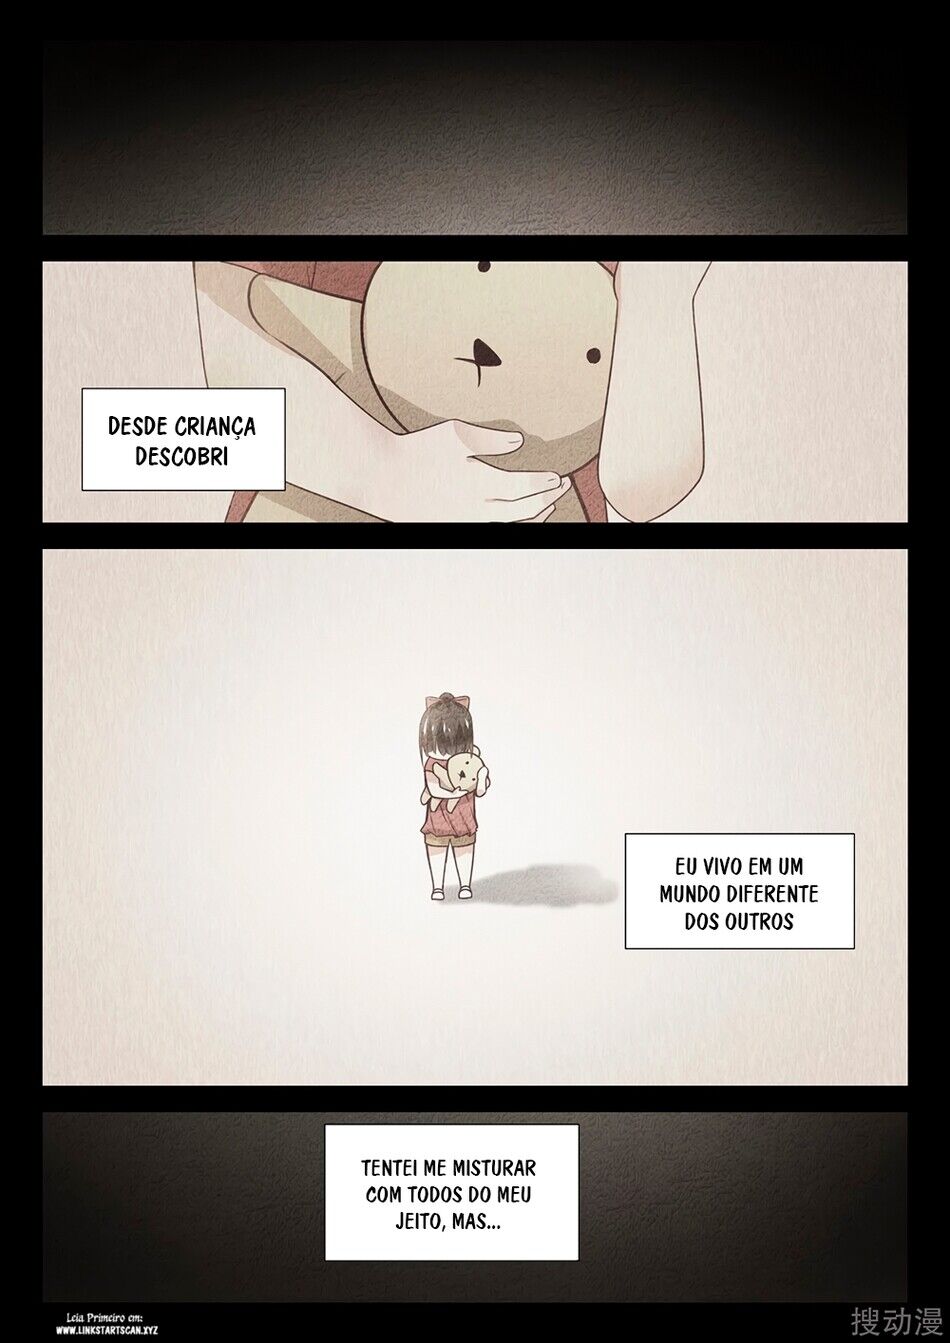 DESDE CRIANÇA
DESCOBRI
EU VIVO EM UM
MUNDO DIFERENTE
DOS OUTROS
TENTEI ME MISTURAR
COM TODOS DO MEU
JEITO, MAS...
Leia Primeiro em:
WWW.LINKSTARTSCAN.XYZ
搜动漫